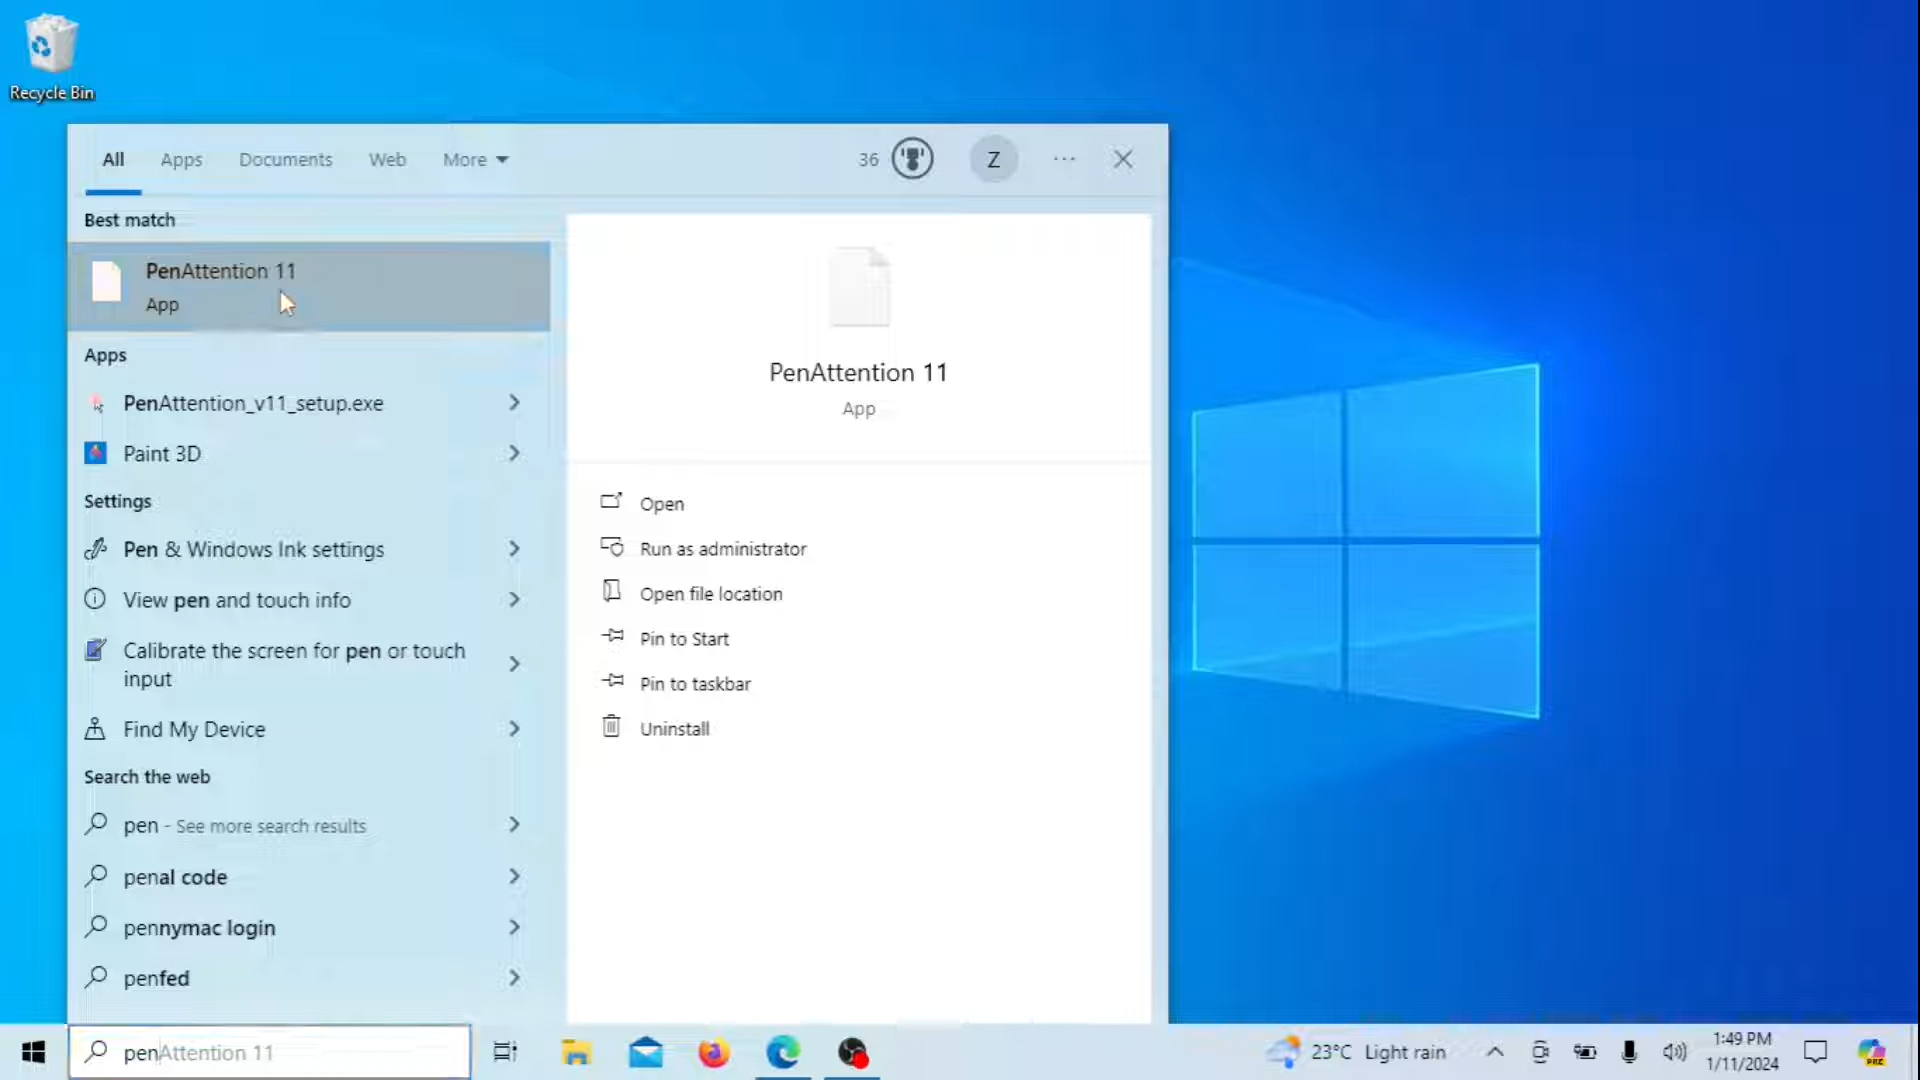 Recycle Bin
All Apps Documents Web More 36 Z
Best match
PenAttention 11
App
Apps
PenAttention_v11_setup.exe
Paint 3D
Settings
Pen & Windows Ink settings
View pen and touch info
Calibrate the screen for pen or touch
input
Find My Device
Search the web
pen - See more search results
penal code
pennymac login
penfed
PenAttention 11
App
Open
Run as administrator
Open file location
Pin to Start
Pin to taskbar
Uninstall
penAttention 11
23°C Light rain
1:49 PM
1/11/2024
PRE